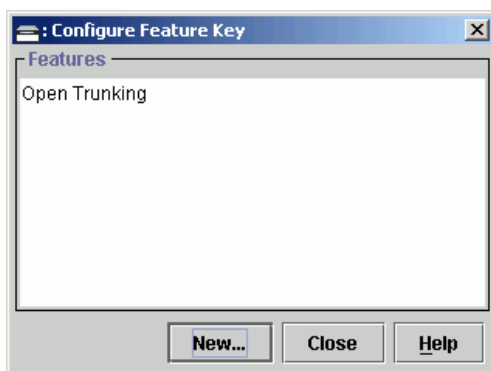 : Configure Feature Key
Features
Open Trunking
New... Close Help